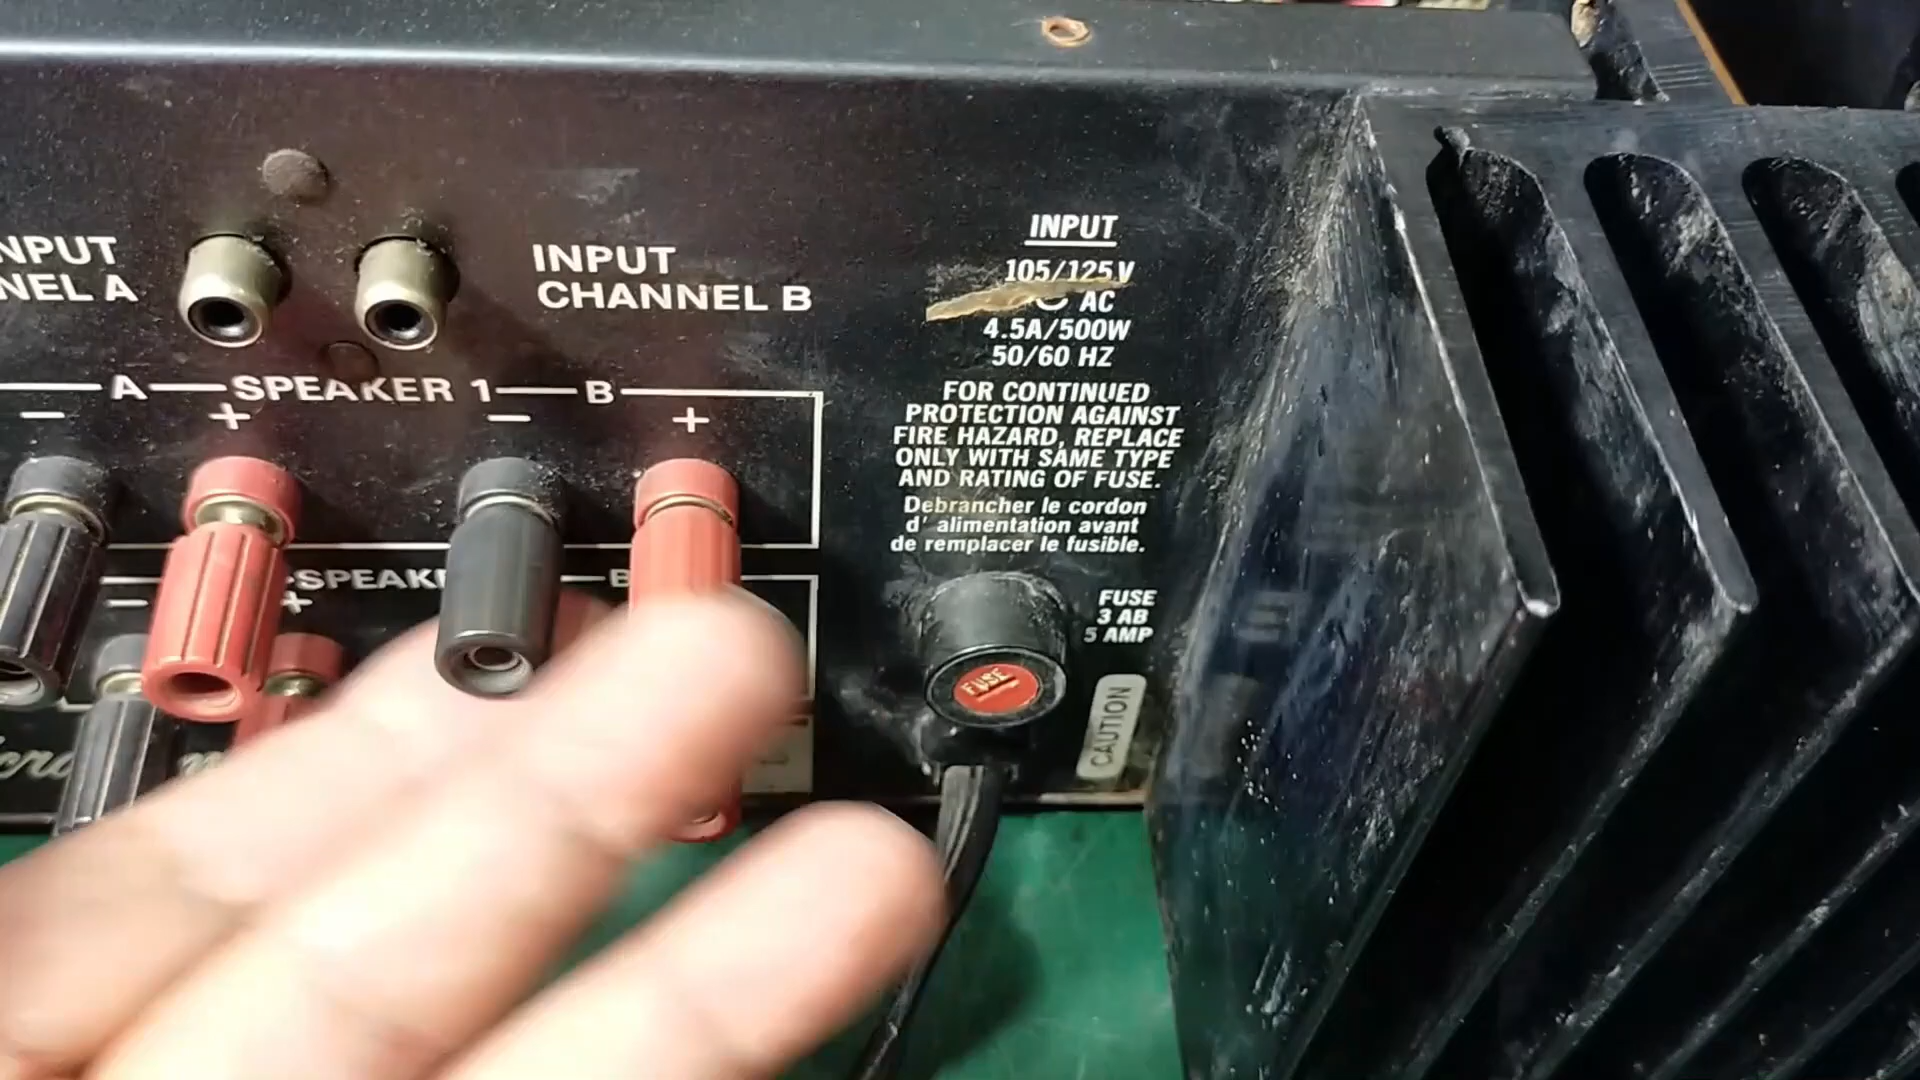 INPUT
CHANNEL B
A SPEAKER 1 B
- + - +
- +
INPUT
105/125V
AC
4.5A/500W
50/60 HZ
FOR CONTINUED
PROTECTION AGAINST
FIRE HAZARD, REPLACE
ONLY WITH SAME TYPE
AND RATING OF FUSE.
Debrancher le cordon
d' alimentation avant
de remplacer le fusible.
FUSE
3 AB
5 AMP
FUSE
CAUTION